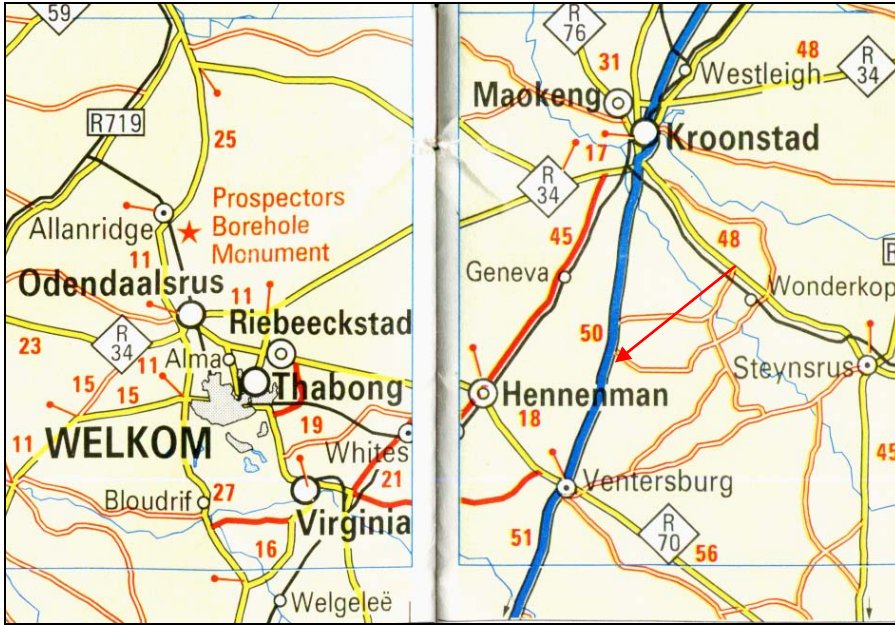 59
R719
25
Prospectors
Borehole
Monument
Allanridge
11
Odendaalsrus
11
Riebeeckstad
23
R
34
Alma
11
15
15
Thabong
19
WELKOM
11
Whites
21
Bloudrif
27
Virginia
16
Welgeleë
R
76
31
48
R
34
Westleigh
Maokeng
Kroonstad
17
R
34
45
48
Geneva
Wonderkop
50
Steynsrus
Hennenman
18
45
Ventersburg
51
R
70
56